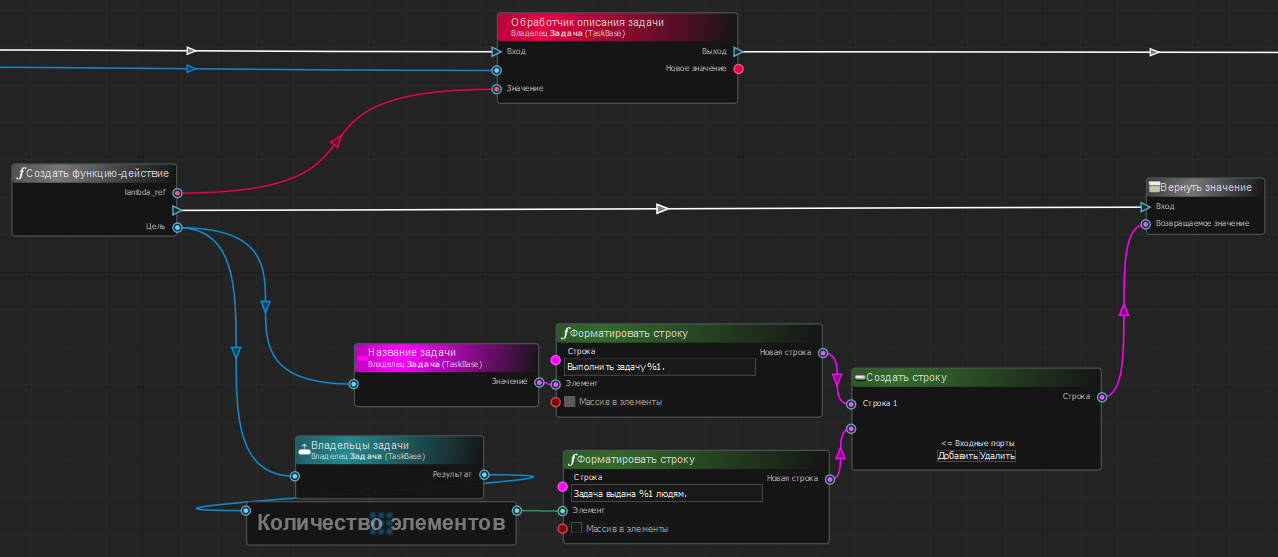 Обработчик описания задачи
Владелец Задача (TaskBase)
Вход
Выход
Новое значение
Значение
f Создать функцию-действие
lambda_ref
Цель
Вернуть значение
Вход
Возвращаемое значение
Название задачи
Владелец Задача (TaskBase)
Значение
f Форматировать строку
Строка
Новая строка
Выполнить задачу %1.
Элемент
Массив в элементы
Создать строку
Строка
Строка 1
<= Входные порты
Добавить Удалить
Владельцы задачи
Владелец Задача (TaskBase)
Результат
f Форматировать строку
Строка
Новая строка
Задача выдана %1 людям.
Элемент
Массив в элементы
Количество элементов